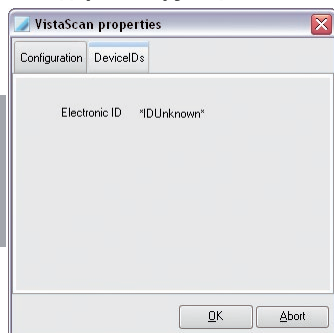 VistaScan properties
Configuration DeviceIDs
Electronic ID *IDUnknown*
OK Abort